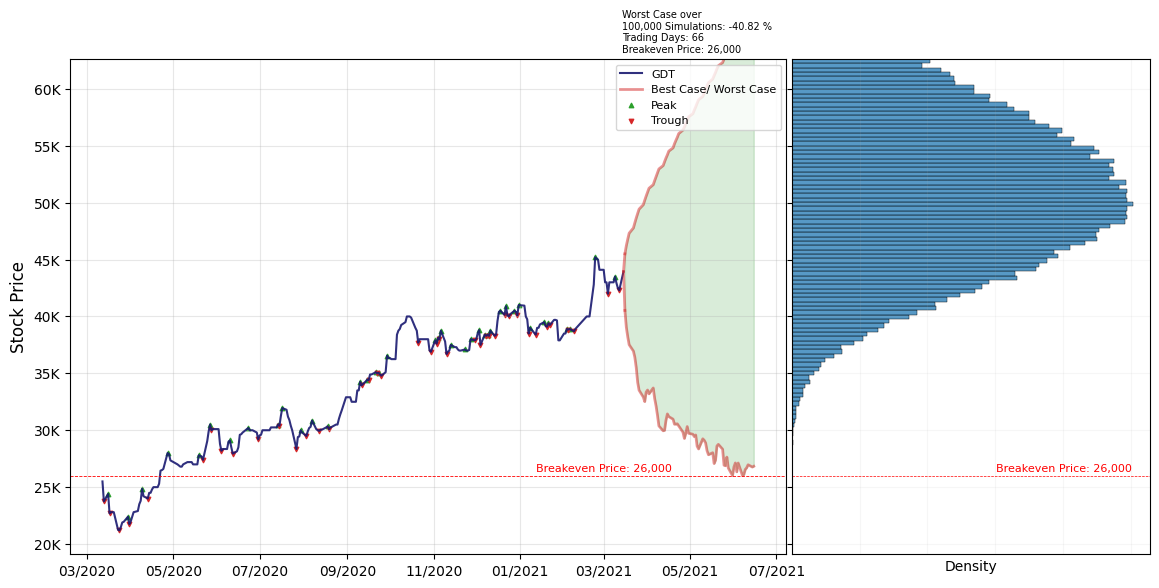 Worst Case over
100,000 Simulations: -40.82 %
Trading Days: 66
Breakeven Price: 26,000
GDT
Best Case/ Worst Case
Peak
Trough
Stock Price
60K
55K
50K
45K
40K
35K
30K
25K
20K
Breakeven Price: 26,000
Breakeven Price: 26,000
03/2020
05/2020
07/2020
09/2020
11/2020
01/2021
03/2021
05/2021
07/2021
Density